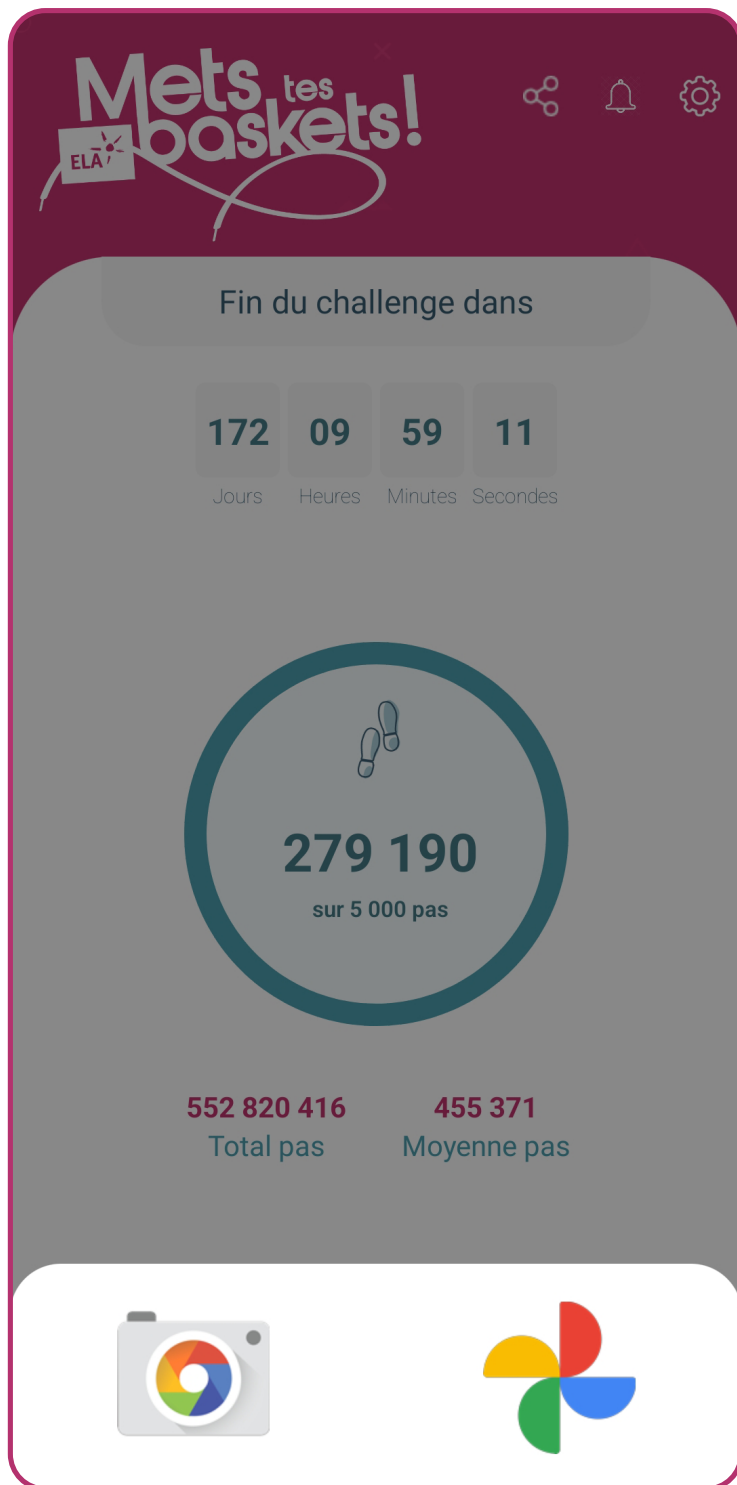 Mets tes
baskets!
ELA
Fin du challenge dans
172 09 59 11
Jours Heures Minutes Secondes
279 190
sur 5 000 pas
552 820 416 455 371
Total pas Moyenne pas